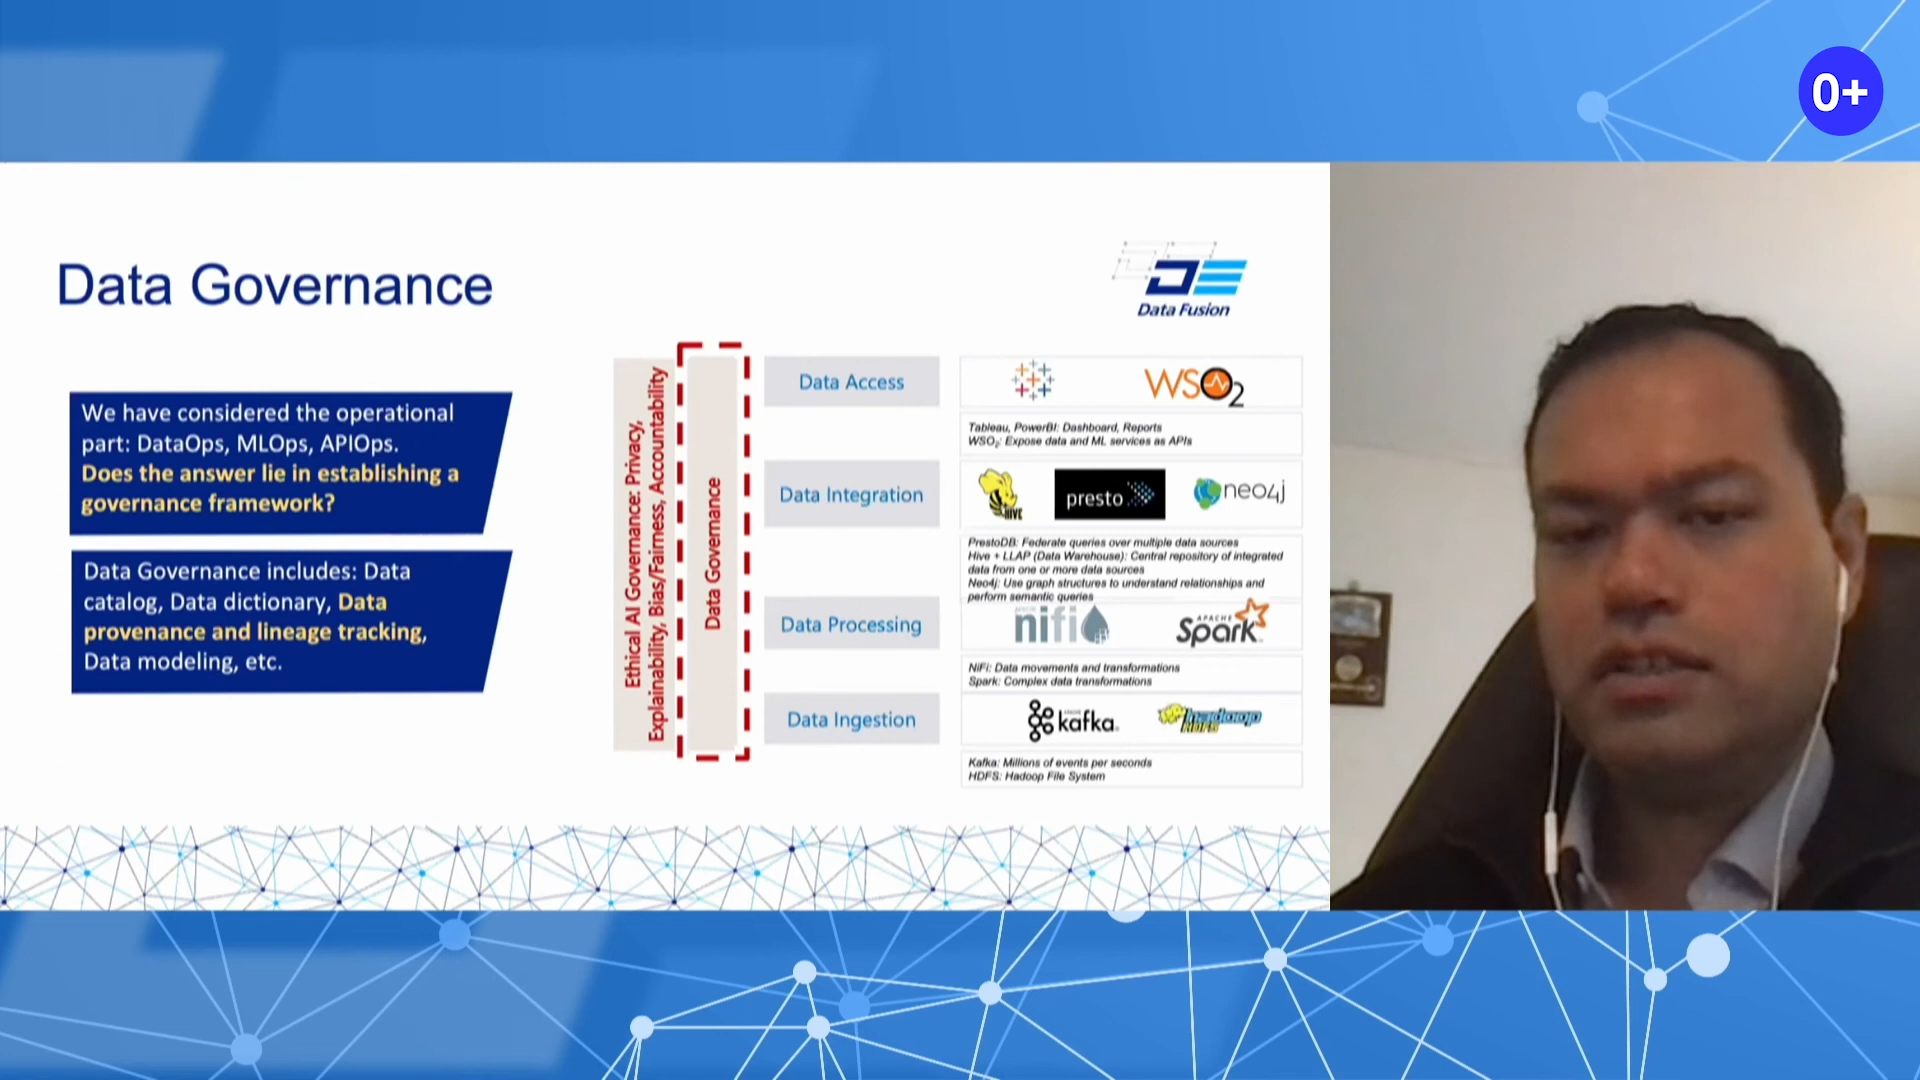 0+
Data Governance
Data Fusion
We have considered the operational
part: DataOps, MLOps, APIOps.
Does the answer lie in establishing a
governance framework?
Data Governance includes: Data
catalog, Data dictionary, Data
provenance and lineage tracking,
Data modeling, etc.
Ethical AI Governance: Privacy,
Explainability, Bias/Fairness, Accountability
Data Governance
Data Access
WSO2
Tableau, PowerBI: Dashboard, Reports
WSO2: Expose data and ML services as APIs
Data Integration
HIVE
presto
neo4j
PrestoDB: Federate queries over multiple data sources
Hive + LLAP (Data Warehouse): Central repository of integrated
data from one or more data sources
Neo4j: Use graph structures to understand relationships and
perform semantic queries
Data Processing
nifi
APACHE
Spark
NiFi: Data movements and transformations
Spark: Complex data transformations
Data Ingestion
kafka
hadoop
HDFS
Kafka: Millions of events per seconds
HDFS: Hadoop File System